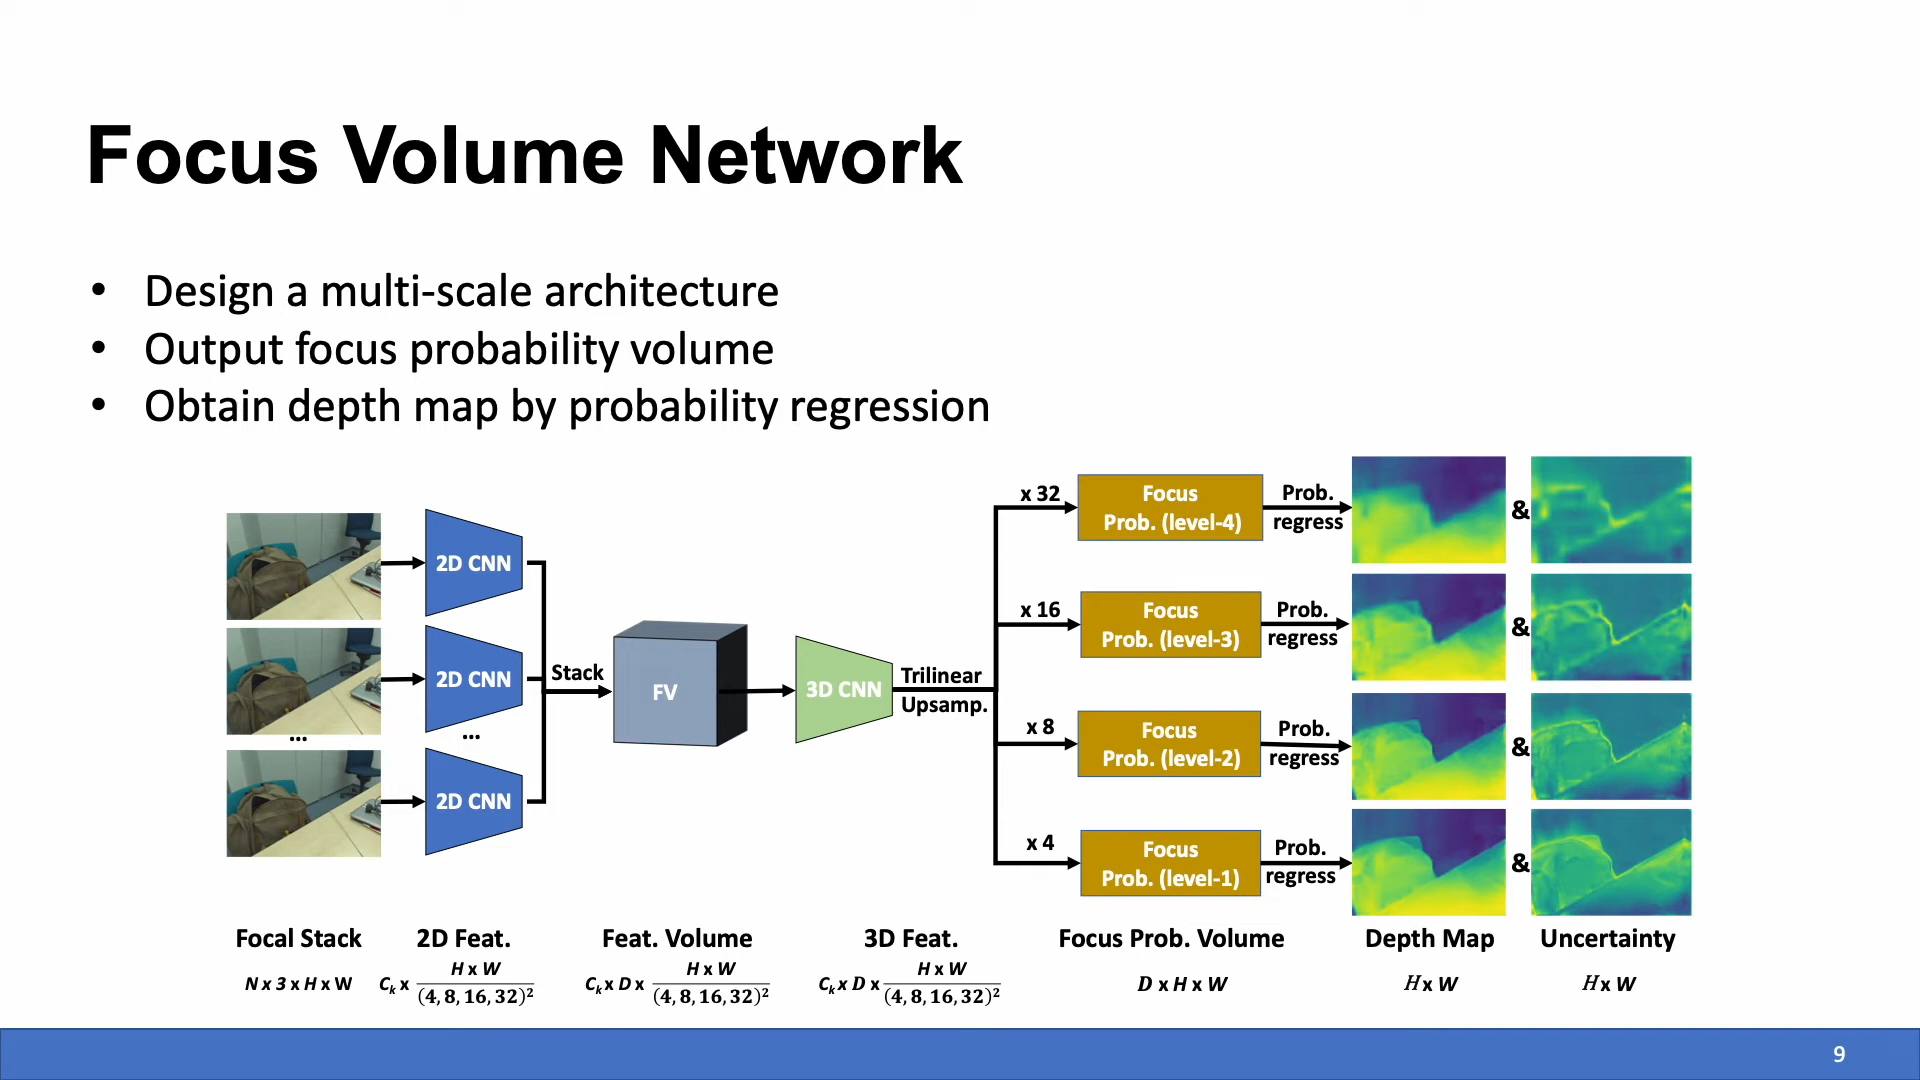 Focus Volume Network
• Design a multi-scale architecture
• Output focus probability volume
• Obtain depth map by probability regression
2D CNN
2D CNN
...
...
2D CNN
Stack
FV
3D CNN
Trilinear
Upsamp.
x 32
Focus
Prob. (level-4)
Prob.
regress
&
x 16
Focus
Prob. (level-3)
Prob.
regress
&
x 8
Focus
Prob. (level-2)
Prob.
regress
&
x 4
Focus
Prob. (level-1)
Prob.
regress
&
Focal Stack
N x 3 x H x W
2D Feat.
Cₖ x H x W / (4, 8, 16, 32)²
Feat. Volume
Cₖ x D x H x W / (4, 8, 16, 32)²
3D Feat.
Cₖ x D x H x W / (4, 8, 16, 32)²
Focus Prob. Volume
D x H x W
Depth Map
H x W
Uncertainty
H x W
9